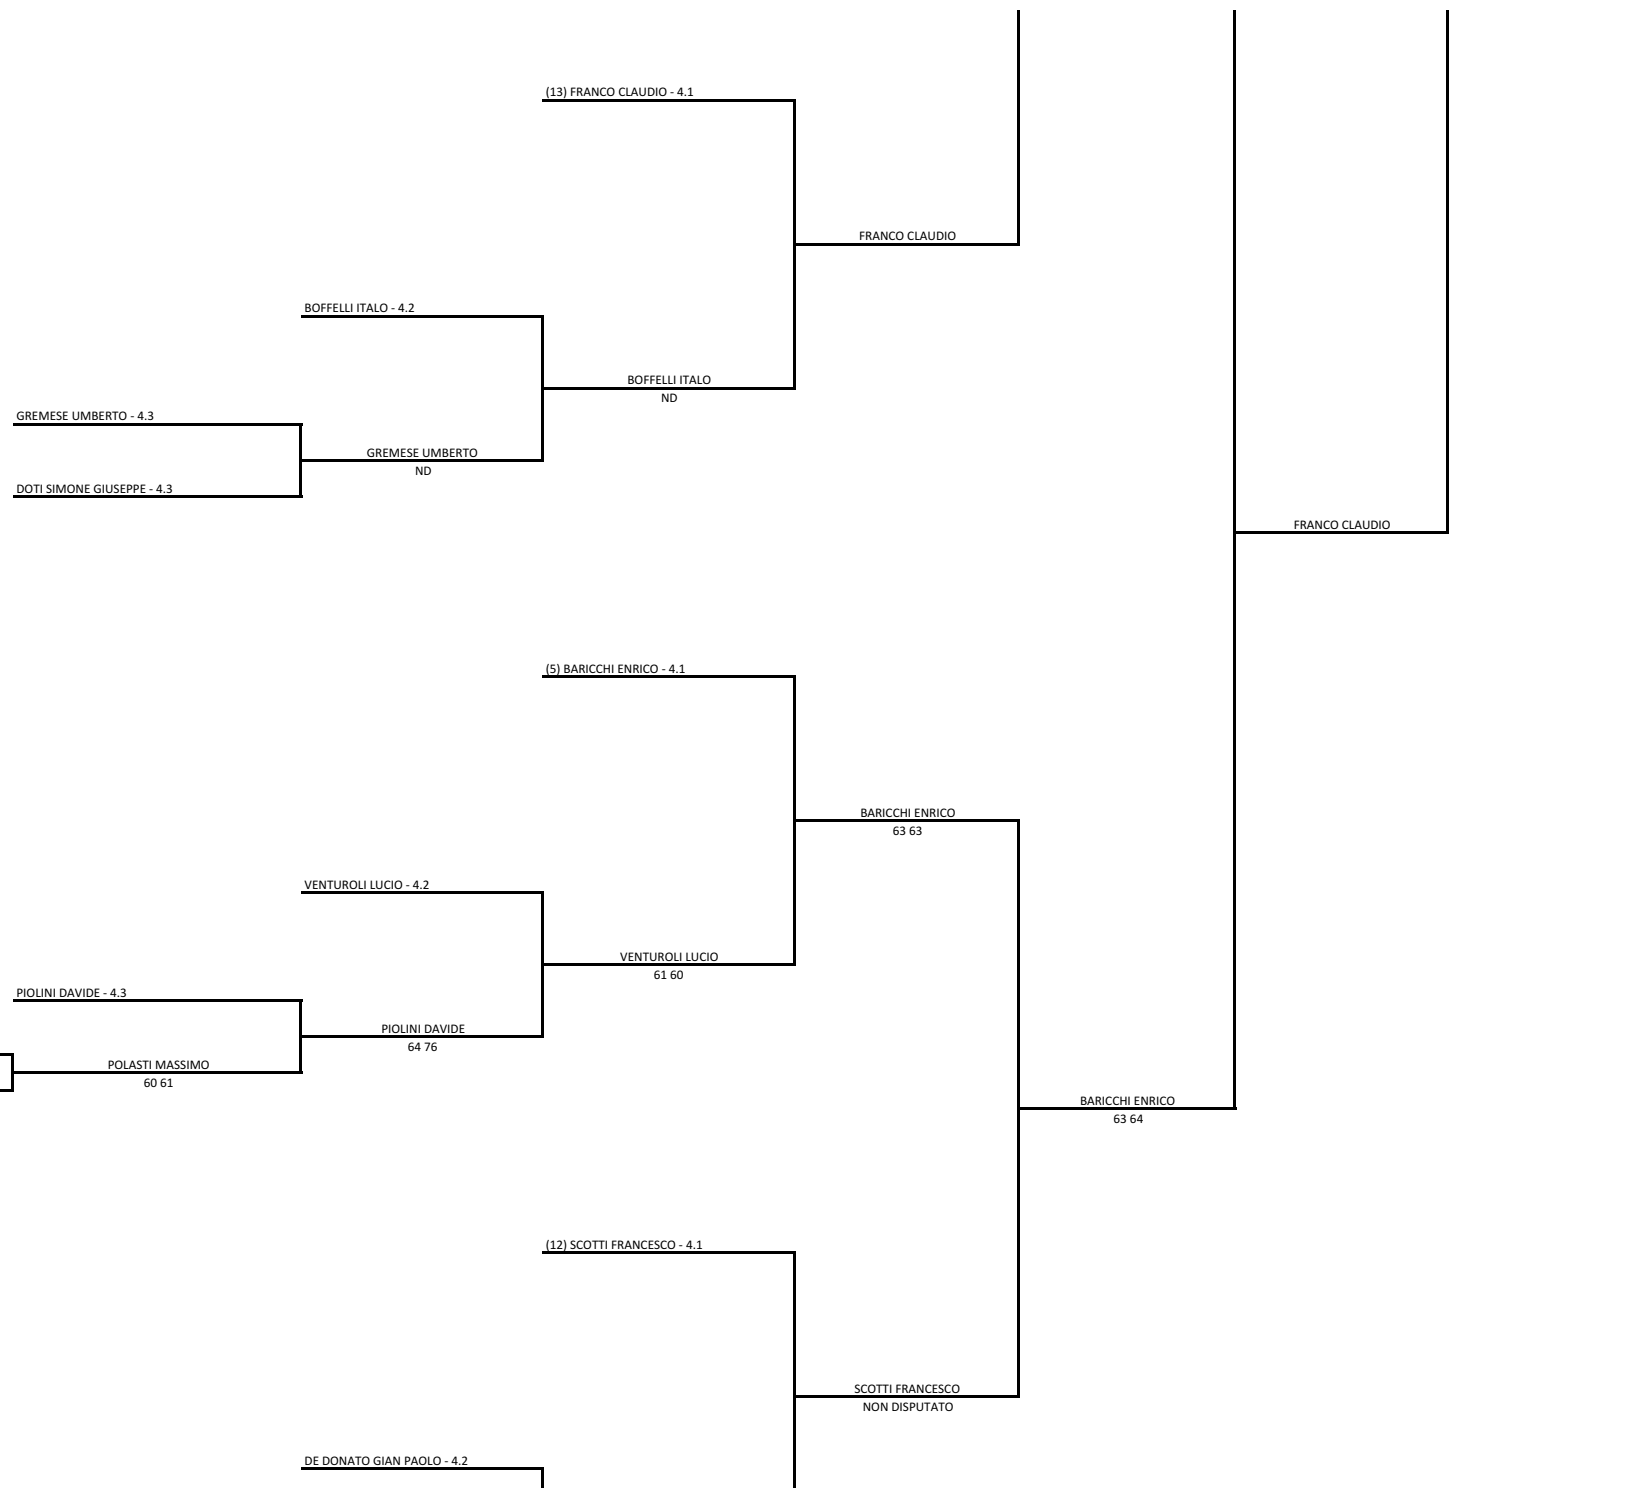 (13) FRANCO CLAUDIO - 4.1
FRANCO CLAUDIO
BOFFELLI ITALO - 4.2
BOFFELLI ITALO
ND
GREMESE UMBERTO - 4.3
GREMESE UMBERTO
ND
DOTI SIMONE GIUSEPPE - 4.3
FRANCO CLAUDIO
(5) BARICCHI ENRICO - 4.1
BARICCHI ENRICO
63 63
VENTUROLI LUCIO - 4.2
VENTUROLI LUCIO
61 60
PIOLINI DAVIDE - 4.3
PIOLINI DAVIDE
64 76
POLASTI MASSIMO
60 61
BARICCHI ENRICO
63 64
(12) SCOTTI FRANCESCO - 4.1
SCOTTI FRANCESCO
NON DISPUTATO
DE DONATO GIAN PAOLO - 4.2